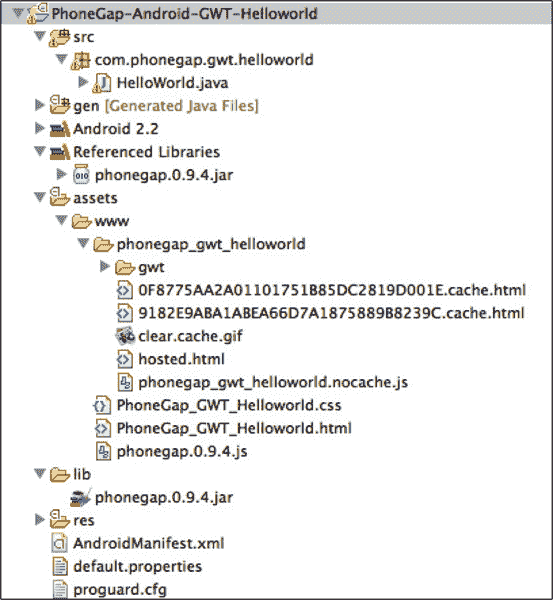 PhoneGap-Android-GWT-Helloworld
src
com.phonegap.gwt.helloworld
HelloWorld.java
gen [Generated Java Files]
Android 2.2
Referenced Libraries
phonegap.0.9.4.jar
assets
www
phonegap_gwt_helloworld
gwt
0F8775AA2A01101751B85DC2819D001E.cache.html
9182E9ABA1ABEA66D7A1875889B8239C.cache.html
clear.cache.gif
hosted.html
phonegap_gwt_helloworld.nocache.js
PhoneGap_GWT_Helloworld.css
PhoneGap_GWT_Helloworld.html
phonegap.0.9.4.js
lib
phonegap.0.9.4.jar
res
AndroidManifest.xml
default.properties
proguard.cfg